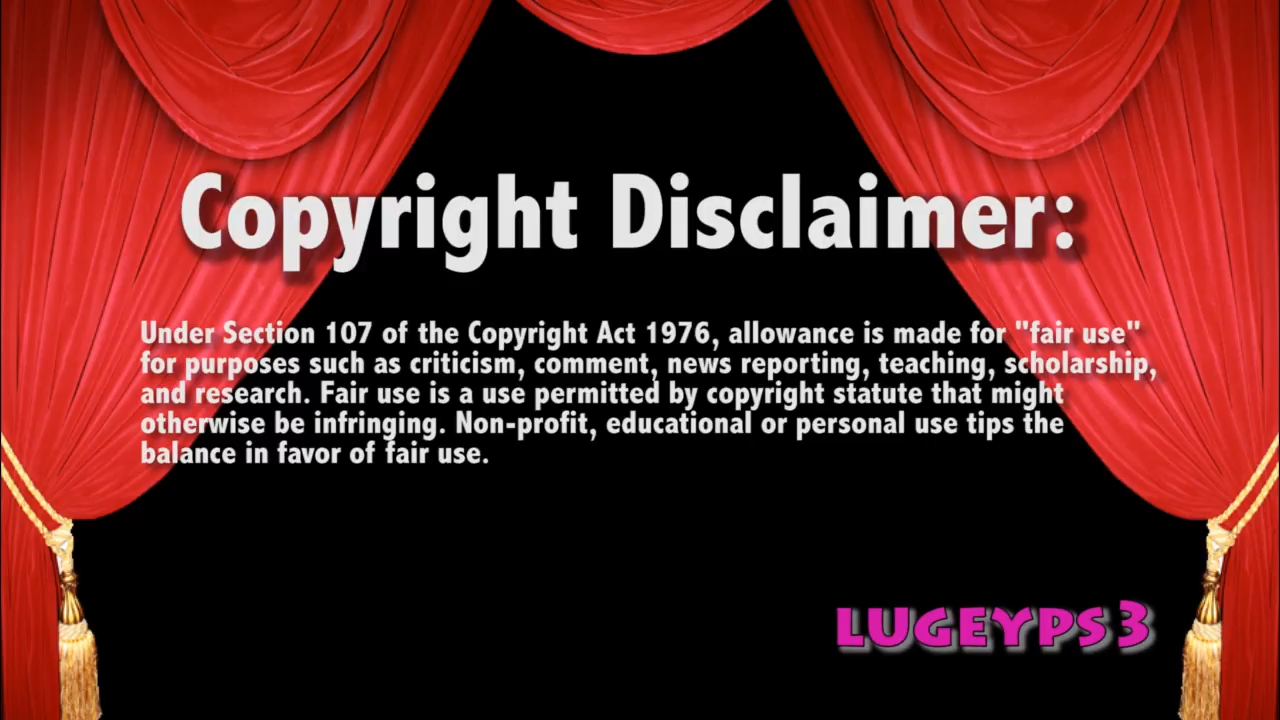 Copyright Disclaimer:
Under Section 107 of the Copyright Act 1976, allowance is made for "fair use"
for purposes such as criticism, comment, news reporting, teaching, scholarship,
and research. Fair use is a use permitted by copyright statute that might
otherwise be infringing. Non-profit, educational or personal use tips the
balance in favor of fair use.
LUGEYPS3